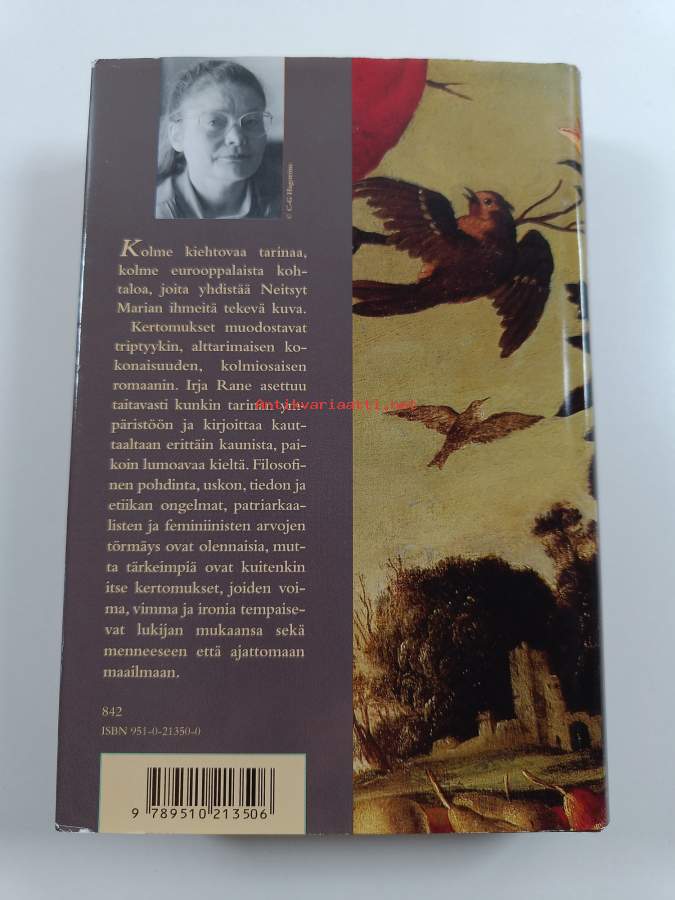 © C-G Hagström
Kolme kiehtovaa tarinaa,
kolme eurooppalaista koh-
taloa, joita yhdistää Neitsyt
Marian ihmeitä tekevä kuva.
Kertomukset muodostavat
triptyykin, alttarimaisen ko-
konaisuuden, kolmiosaisen
romaanin. Irja Rane asettuu
taitavasti kunkin tarinan ym-
päristöön ja kirjoittaa kaut-
taaltaan erittäin kaunista, pai-
koin lumoavaa kieltä. Filosofi-
nen pohdinta, uskon, tiedon ja
etiikan ongelmat, patriarkaa-
listen ja feminiinisten arvojen
törmäys ovat olennaisia, mut-
ta tärkeimpiä ovat kuitenkin
itse kertomukset, joiden voi-
ma, vimma ja ironia tempaise-
vat lukijan mukaansa sekä
menneeseen että ajattomaan
maailmaan.
Antikvariaatti.net
842
ISBN 951-0-21350-0
9 789510 213506